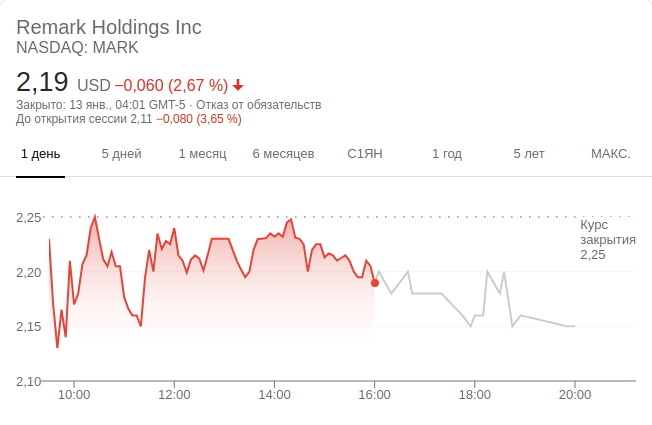 Remark Holdings Inc
NASDAQ: MARK
2,19 USD −0,060 (2,67 %)
Закрыто: 13 янв., 04:01 GMT-5 · Отказ от обязательств
До открытия сессии 2,11 −0,080 (3,65 %)
1 день 5 дней 1 месяц 6 месяцев С1ЯН 1 год 5 лет МАКС.
2,25
Курс
закрытия
2,25
2,20
2,15
2,10
10:00 12:00 14:00 16:00 18:00 20:00